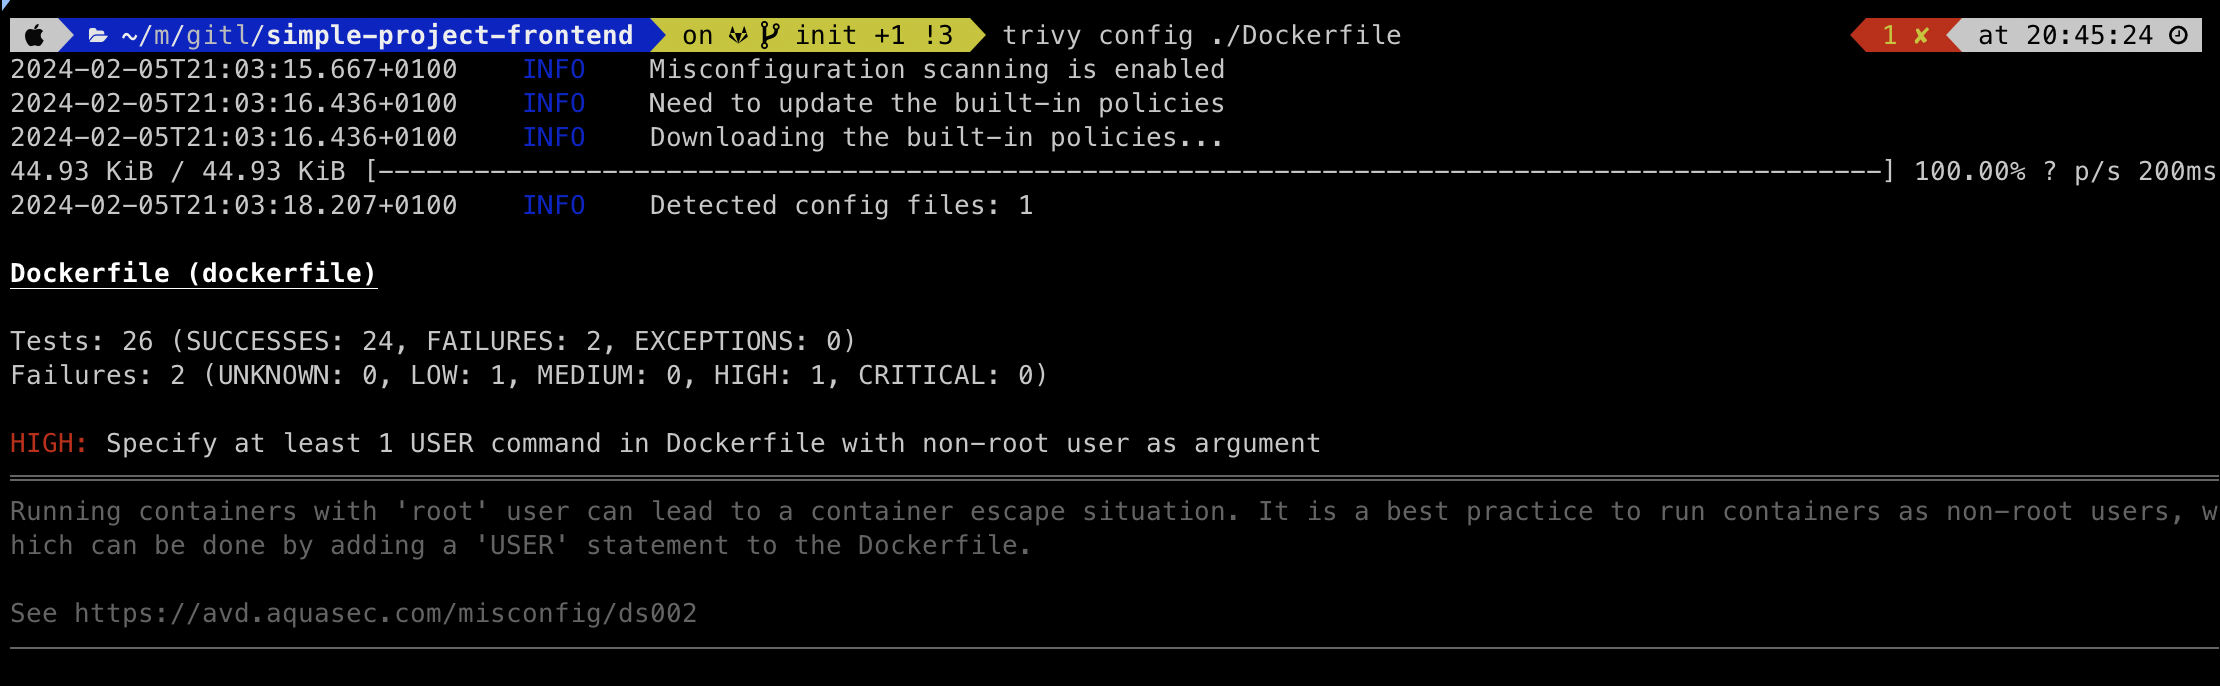 ~/m/gitl/simple-project-frontend on init +1 !3 trivy config ./Dockerfile 1 ✘ at 20:45:24
2024-02-05T21:03:15.667+0100 INFO Misconfiguration scanning is enabled
2024-02-05T21:03:16.436+0100 INFO Need to update the built-in policies
2024-02-05T21:03:16.436+0100 INFO Downloading the built-in policies...
44.93 KiB / 44.93 KiB [----------------------------------------------------------------------------------------------] 100.00% ? p/s 200ms
2024-02-05T21:03:18.207+0100 INFO Detected config files: 1
Dockerfile (dockerfile)
Tests: 26 (SUCCESSES: 24, FAILURES: 2, EXCEPTIONS: 0)
Failures: 2 (UNKNOWN: 0, LOW: 1, MEDIUM: 0, HIGH: 1, CRITICAL: 0)
HIGH: Specify at least 1 USER command in Dockerfile with non-root user as argument
Running containers with 'root' user can lead to a container escape situation. It is a best practice to run containers as non-root users, w
hich can be done by adding a 'USER' statement to the Dockerfile.
See https://avd.aquasec.com/misconfig/ds002